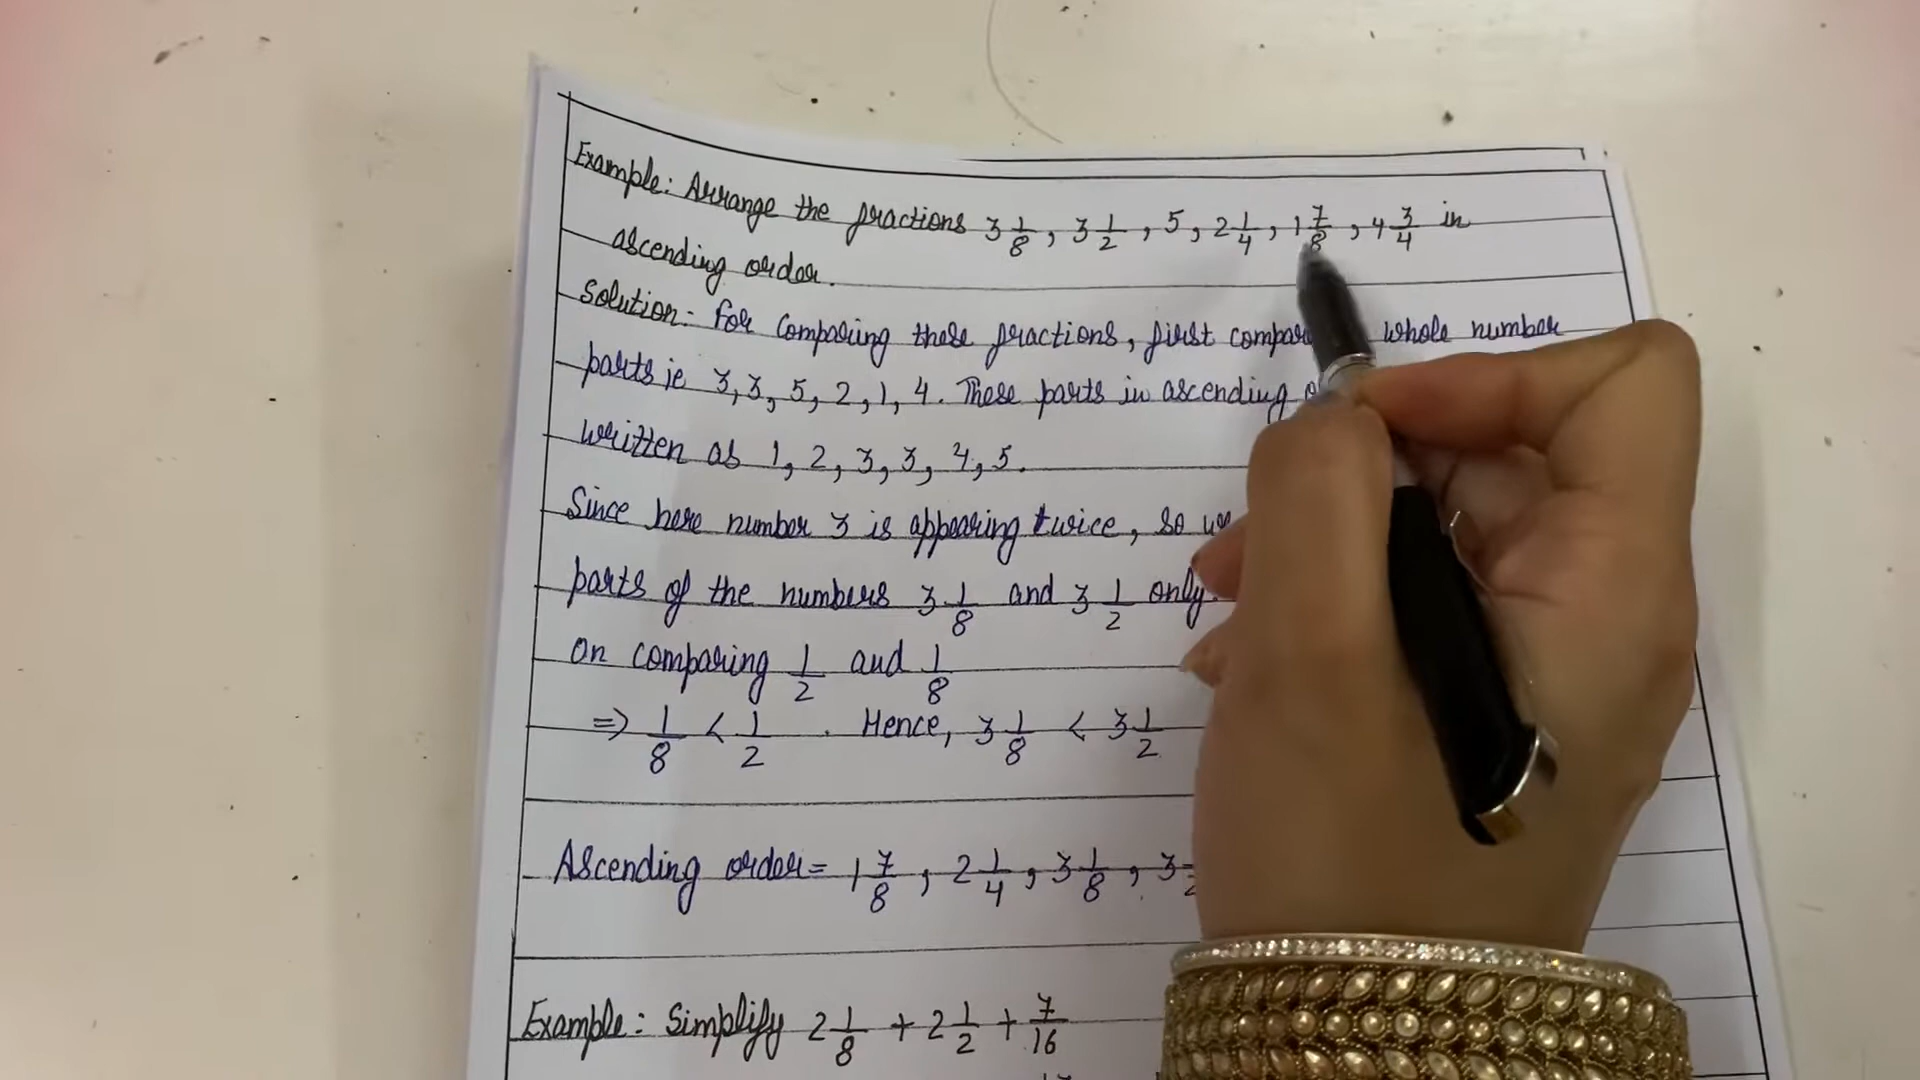 Example: Arrange the fractions 3 1/8, 3 1/2, 5, 2 1/4, 1 7/8, 4 3/4 in
ascending order.
Solution:- For comparing these fractions, first compare whole number
parts ie 3, 3, 5, 2, 1, 4. These parts in ascending
written as 1, 2, 3, 3, 4, 5.
Since here number 3 is appearing twice, so
parts of the numbers 3 1/8 and 3 1/2 only.
On comparing 1/2 and 1/8
=> 1/8 < 1/2 . Hence, 3 1/8 < 3 1/2
Ascending order = 1 7/8, 2 1/4, 3 1/8, 3
Example: Simplify 2 1/8 + 2 1/2 + 7/16